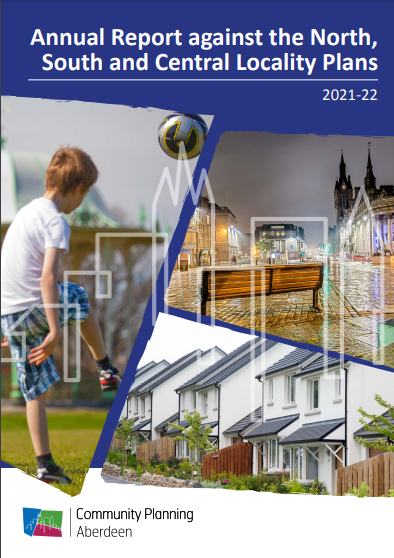 Annual Report against the North,
South and Central Locality Plans
2021-22
Community Planning
Aberdeen